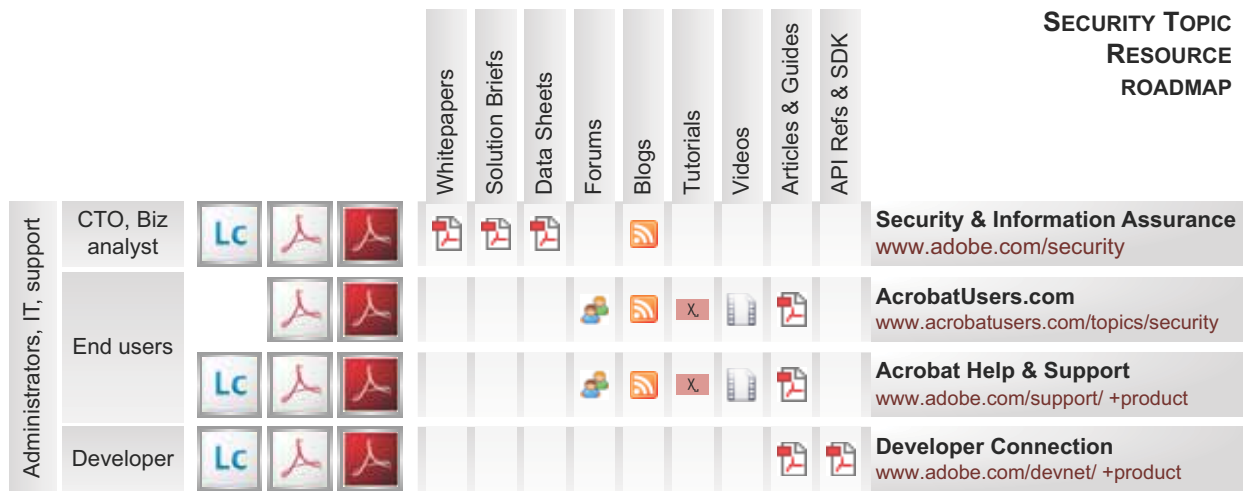 SECURITY TOPIC
RESOURCE
ROADMAP
Whitepapers
Solution Briefs
Data Sheets
Forums
Blogs
Tutorials
Videos
Articles & Guides
API Refs & SDK
Administrators, IT, support
CTO, Biz
analyst
Lc
Security & Information Assurance
www.adobe.com/security
End users
X
AcrobatUsers.com
www.acrobatusers.com/topics/security
Lc
X
Acrobat Help & Support
www.adobe.com/support/ +product
Developer
Lc
Developer Connection
www.adobe.com/devnet/ +product